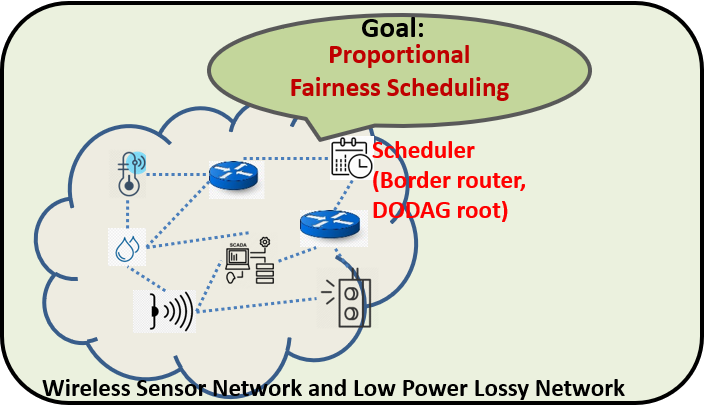 Goal:
Proportional
Fairness Scheduling
Scheduler
(Border router,
DODAG root)
SCADA
Wireless Sensor Network and Low Power Lossy Network